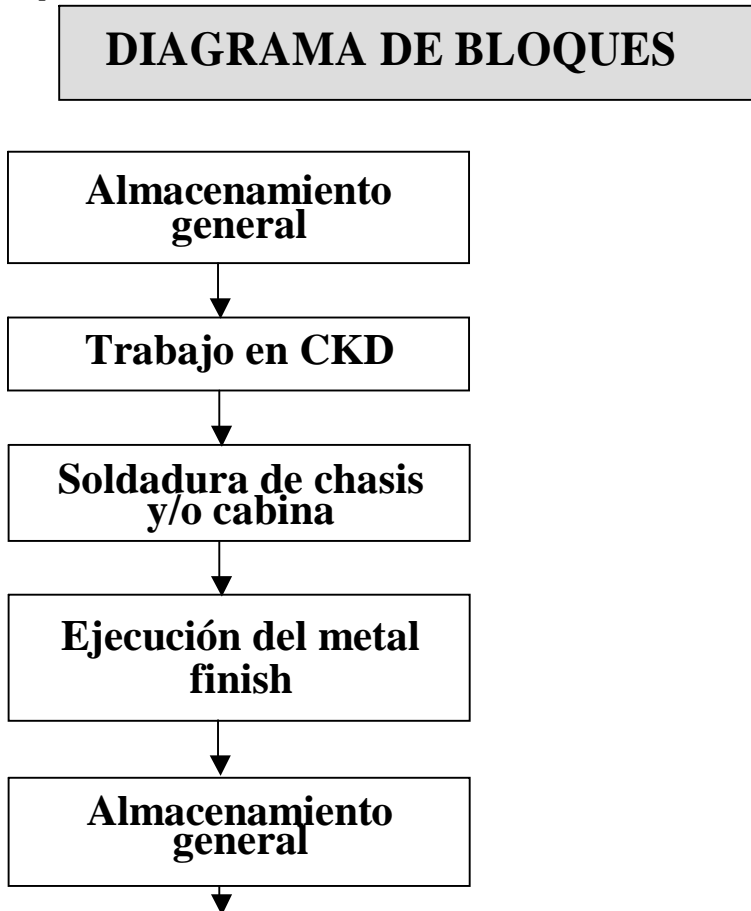 DIAGRAMA DE BLOQUES
Almacenamiento
general
Trabajo en CKD
Soldadura de chasis
y/o cabina
Ejecución del metal
finish
Almacenamiento
general